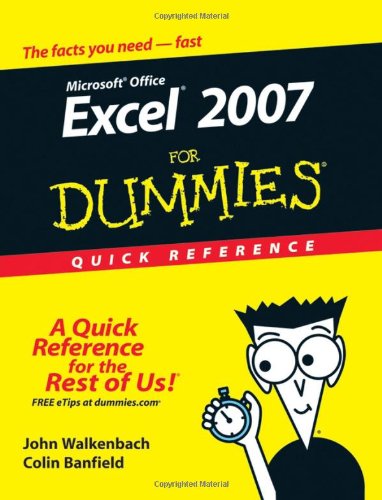 Copyrighted Material
The facts you need — fast
Microsoft® Office
Excel® 2007
FOR
DUMMIES®
QUICK REFERENCE
A Quick
Reference
for the
Rest of Us!®
FREE eTips at dummies.com®
John Walkenbach
Colin Banfield
Copyrighted Material